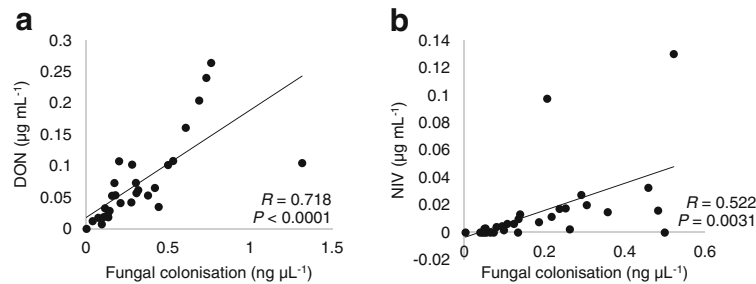 a
0.3
0.25
0.2
0.15
0.1
0.05
0
DON (µg mL⁻¹)
R = 0.718
P < 0.0001
0 0.5 1 1.5
Fungal colonisation (ng µL⁻¹)
b
0.14
0.12
0.1
0.08
0.06
0.04
0.02
0
-0.02
NIV (µg mL⁻¹)
R = 0.522
P = 0.0031
0 0.2 0.4 0.6
Fungal colonisation (ng µL⁻¹)